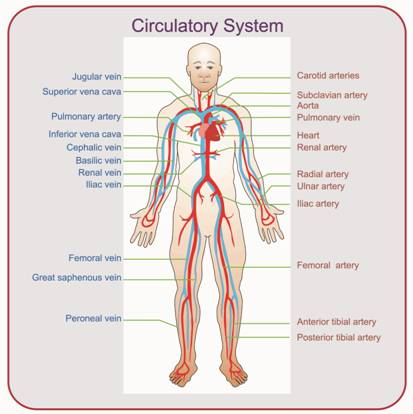 Circulatory System
Jugular vein
Superior vena cava
Pulmonary artery
Inferior vena cava
Cephalic vein
Basilic vein
Renal vein
Iliac vein
Femoral vein
Great saphenous vein
Peroneal vein
Carotid arteries
Subclavian artery
Aorta
Pulmonary vein
Heart
Renal artery
Radial artery
Ulnar artery
Iliac artery
Femoral artery
Anterior tibial artery
Posterior tibial artery